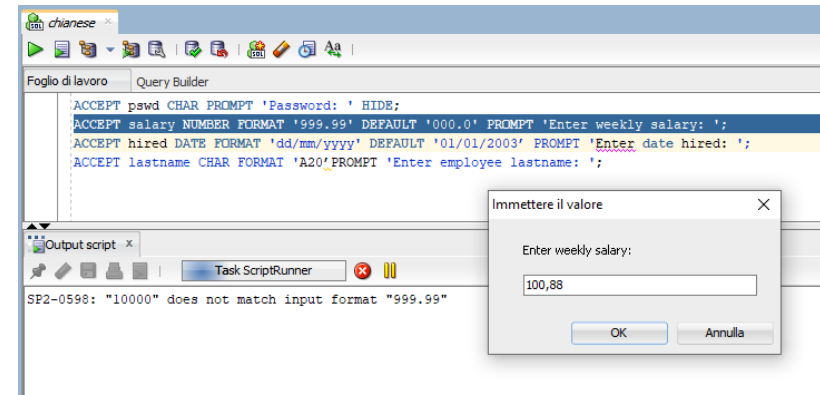 chianese
Foglio di lavoro Query Builder
ACCEPT pswd CHAR PROMPT 'Password: ' HIDE;
ACCEPT salary NUMBER FORMAT '999.99' DEFAULT '000.0' PROMPT 'Enter weekly salary: ';
ACCEPT hired DATE FORMAT 'dd/mm/yyyy' DEFAULT '01/01/2003' PROMPT 'Enter date hired: ';
ACCEPT lastname CHAR FORMAT 'A20'PROMPT 'Enter employee lastname: ';
Immettere il valore
Enter weekly salary:
100,88
OK Annulla
Output script
Task ScriptRunner
SP2-0598: "10000" does not match input format "999.99"